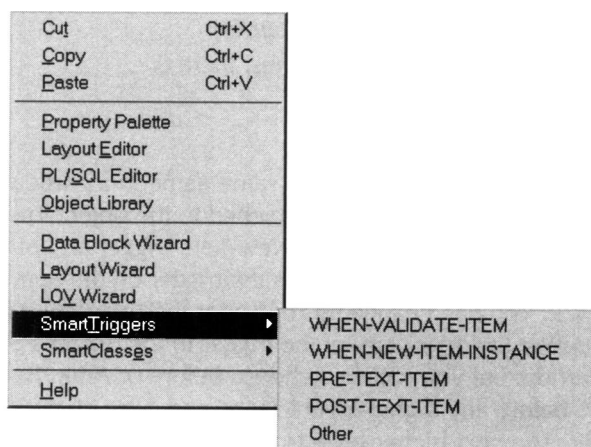 Cut Ctrl+X
Copy Ctrl+C
Paste Ctrl+V
Property Palette
Layout Editor
PL/SQL Editor
Object Library
Data Block Wizard
Layout Wizard
LOV Wizard
SmartTriggers
SmartClasses
Help
WHEN-VALIDATE-ITEM
WHEN-NEW-ITEM-INSTANCE
PRE-TEXT-ITEM
POST-TEXT-ITEM
Other